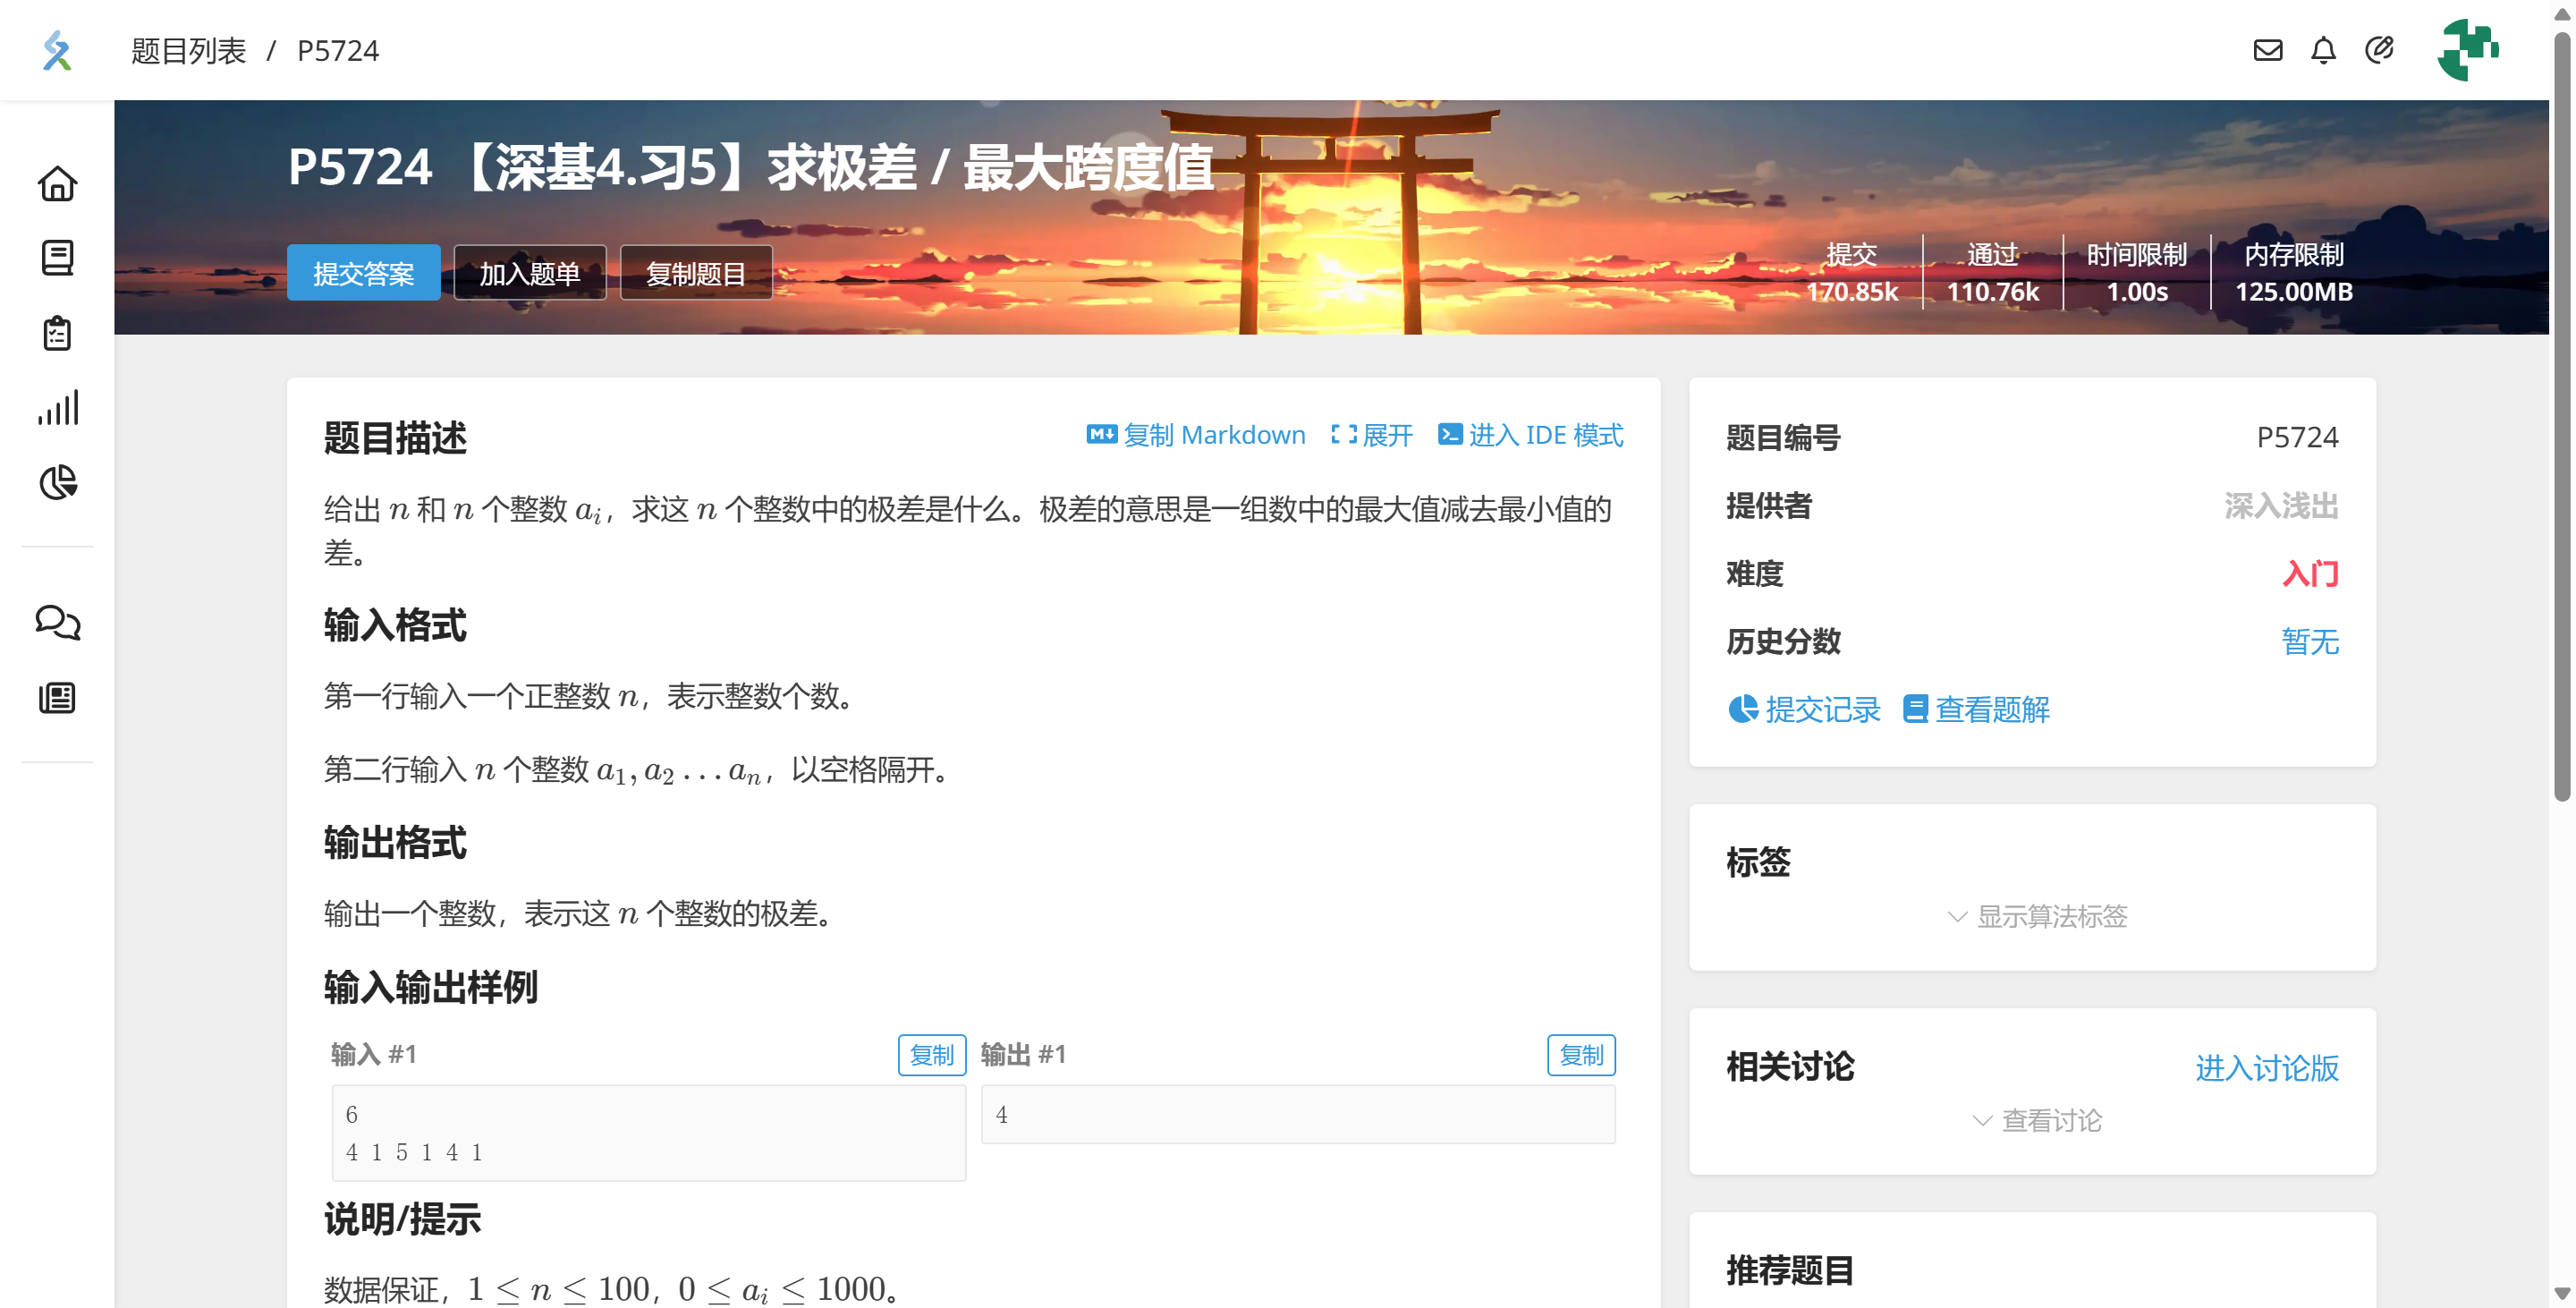 题目列表 / P5724
P5724 【深基4.习5】求极差 / 最大跨度值
提交答案 加入题单 复制题目
提交 通过 时间限制 内存限制
170.85k 110.76k 1.00s 125.00MB
题目描述
复制 Markdown 展开 进入 IDE 模式
给出 n 和 n 个整数 aᵢ，求这 n 个整数中的极差是什么。极差的意思是一组数中的最大值减去最小值的
差。
输入格式
第一行输入一个正整数 n，表示整数个数。
第二行输入 n 个整数 a₁, a₂ … aₙ，以空格隔开。
输出格式
输出一个整数，表示这 n 个整数的极差。
输入输出样例
输入 #1 复制
6
4 1 5 1 4 1
输出 #1 复制
4
说明/提示
数据保证，1 ≤ n ≤ 100，0 ≤ aᵢ ≤ 1000。
题目编号 P5724
提供者 深入浅出
难度 入门
历史分数 暂无
提交记录 查看题解
标签
显示算法标签
相关讨论 进入讨论版
查看讨论
推荐题目